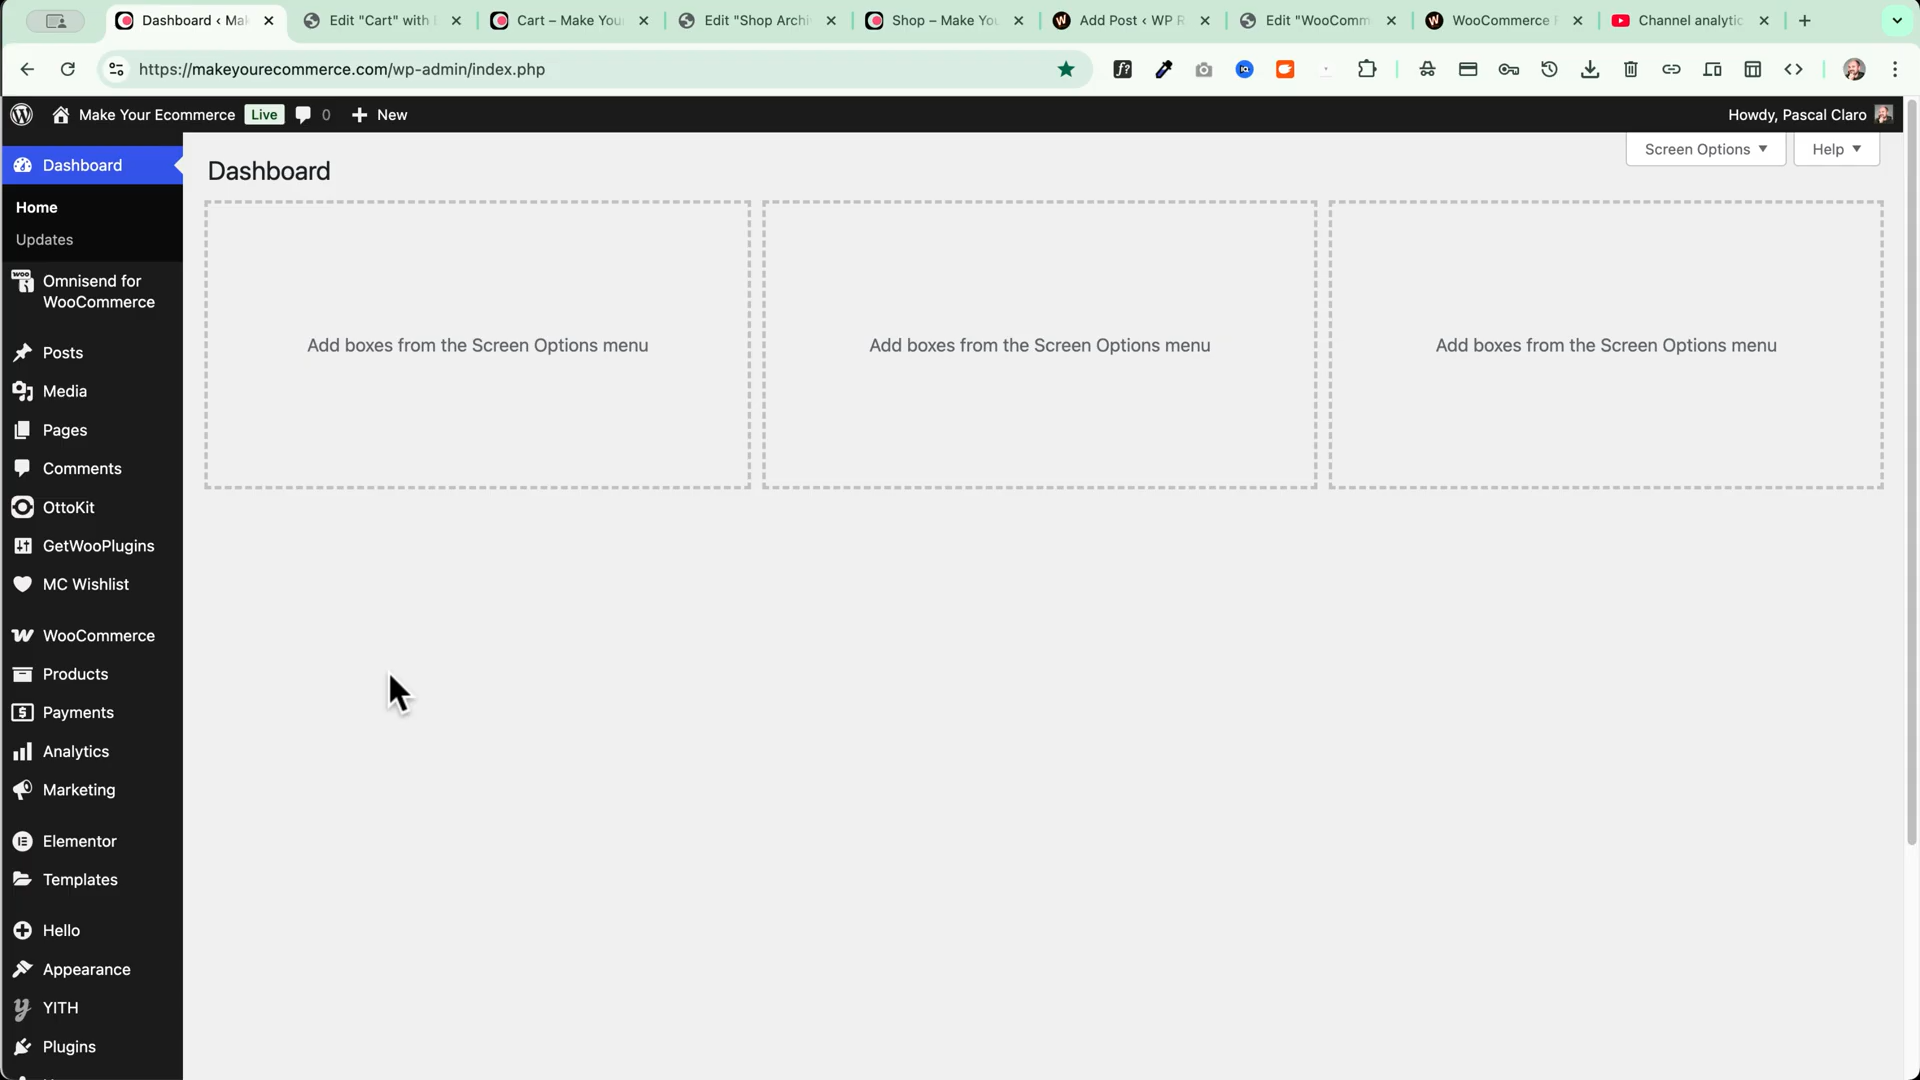 Dashboard ‹ Mak
Edit "Cart" with E
Cart – Make You
Edit "Shop Archi
Shop – Make You
Add Post ‹ WP R
Edit "WooComm
WooCommerce
Channel analytic
https://makeyourecommerce.com/wp-admin/index.php
Make Your Ecommerce
Live
0
New
Howdy, Pascal Claro
Dashboard
Home
Updates
Omnisend for
WooCommerce
Posts
Media
Pages
Comments
OttoKit
GetWooPlugins
MC Wishlist
WooCommerce
Products
Payments
Analytics
Marketing
Elementor
Templates
Hello
Appearance
YITH
Plugins
Dashboard
Screen Options
Help
Add boxes from the Screen Options menu
Add boxes from the Screen Options menu
Add boxes from the Screen Options menu